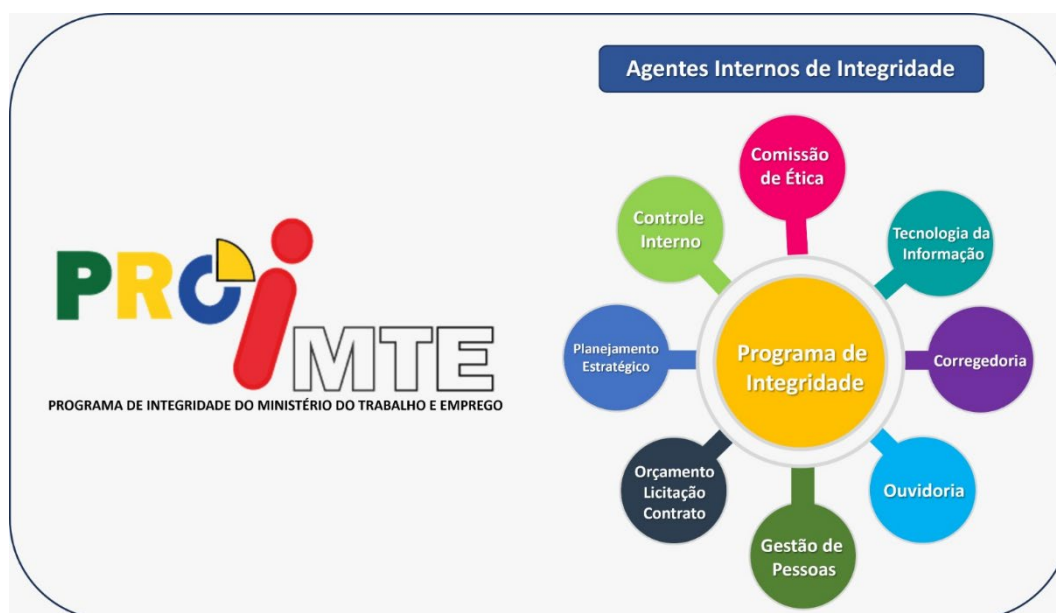 Agentes Internos de Integridade
Comissão
de Ética
Controle
Interno
Tecnologia da
Informação
Planejamento
Estratégico
Programa de
Integridade
Corregedoria
Orçamento
Licitação
Contrato
Ouvidoria
Gestão de
Pessoas
PROi
MTE
PROGRAMA DE INTEGRIDADE DO MINISTÉRIO DO TRABALHO E EMPREGO